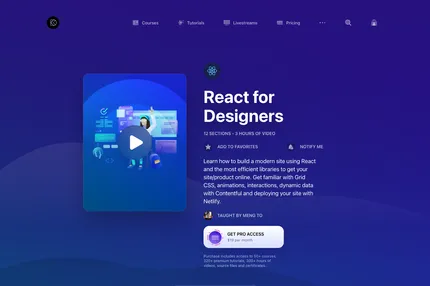 Courses
Tutorials
Livestreams
Pricing
React for
Designers
12 SECTIONS - 3 HOURS OF VIDEO
ADD TO FAVORITES
NOTIFY ME
Learn how to build a modern site using React
and the most efficient libraries to get your
site/product online. Get familiar with Grid
CSS, animations, interactions, dynamic data
with Contentful and deploying your site with
Netlify.
TAUGHT BY MENG TO
GET PRO ACCESS
$19 per month
Purchase includes access to 30+ courses
320+ premium tutorials, 300+ hours of
videos, source files and certificates.